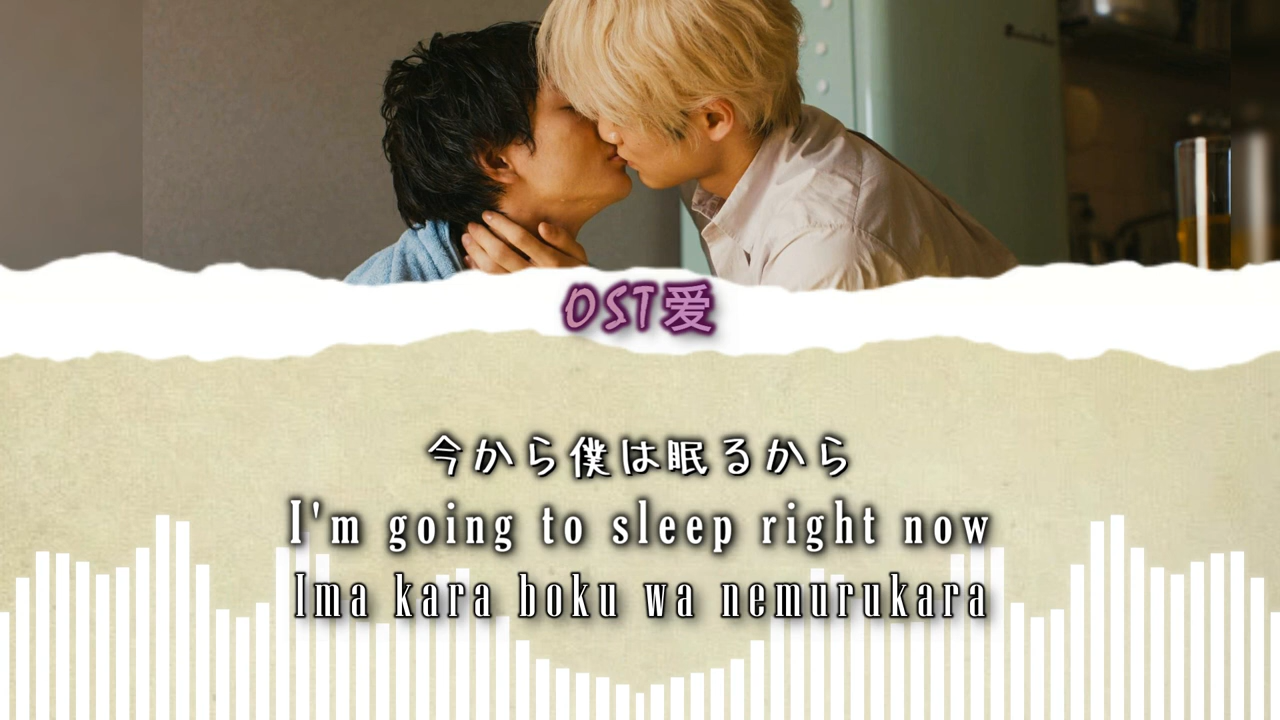 OST爱
今から僕は眠るから
I'm going to sleep right now
Ima kara boku wa nemurukara